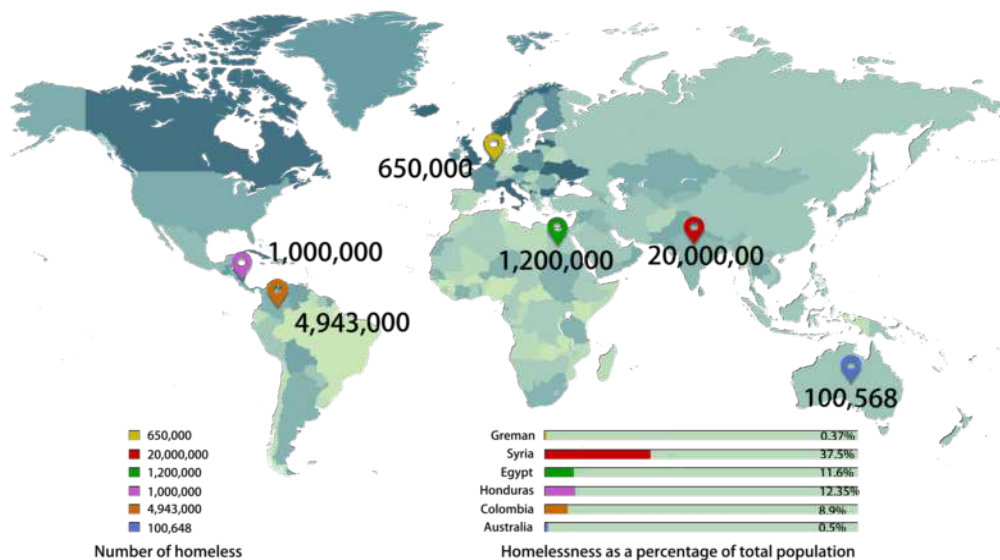 650,000
1,000,000
1,200,000
20,000,00
4,943,000
100,568
650,000
20,000,000
1,200,000
1,000,000
4,943,000
100,648
Number of homeless
Greman 0.37%
Syria 37.5%
Egypt 11.6%
Honduras 12.35%
Colombia 8.9%
Australia 0.5%
Homelessness as a percentage of total population